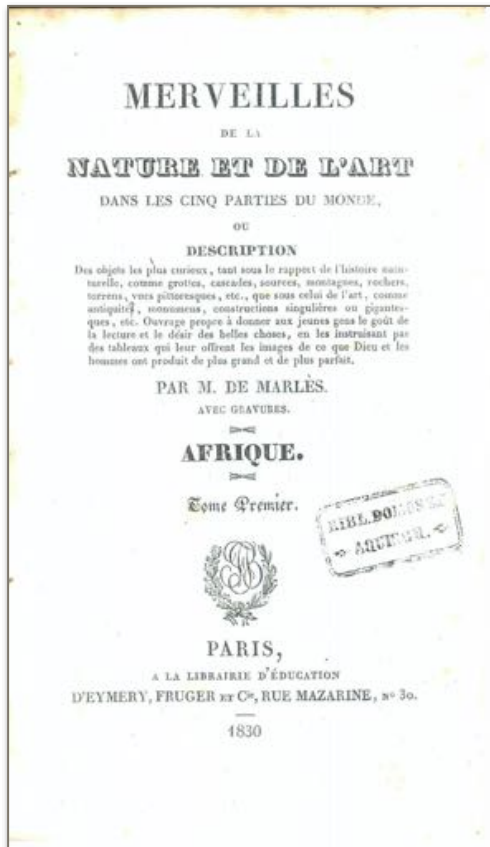 MERVEILLES
DE LA
NATURE ET DE L'ART
DANS LES CINQ PARTIES DU MONDE,
OU
DESCRIPTION
Des objets les plus curieux, tant sous le rapport de l'histoire natu-
turelle, comme grottes, cascades, sources, montagnes, rochers,
torrens, vues pittoresques, etc., que sous celui de l'art, comme
antiquités, monumens, constructions singulières ou gigantes-
ques, etc. Ouvrage propre à donner aux jeunes gens le goût de
la lecture et le désir des belles choses, en les instruisant par
des tableaux qui leur offrent les images de ce que Dieu et les
hommes ont produit de plus grand et de plus parfait.
PAR M. DE MARLÈS.
AVEC GRAVURES.
AFRIQUE.
Tome Premier.
BIBL.
PARIS,
A LA LIBRAIRIE D'ÉDUCATION
D'EYMERY, FRUGER ET Cie, RUE MAZARINE, No 30.
1830